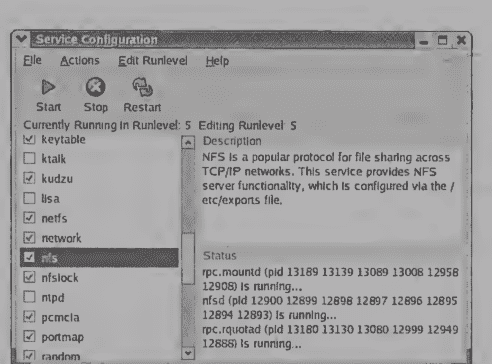 Service Configuration
File Actions Edit Runlevel Help
Start Stop Restart
Currently Running in Runlevel: 5 Editing Runlevel: 5
keytable
ktalk
kudzu
lisa
netfs
network
nfs
nfslock
ntpd
pcmcia
portmap
random
Description
NFS is a popular protocol for file sharing across
TCP/IP networks. This service provides NFS
server functionality, which is configured via the /
etc/exports file.
Status
rpc.mountd (pid 13189 13139 13089 13008 12958
12908) is running...
nfsd (pid 12900 12899 12898 12897 12896 12895
12894 12893) is running...
rpc.rquotad (pid 13180 13130 13080 12999 12949
12888) is running...